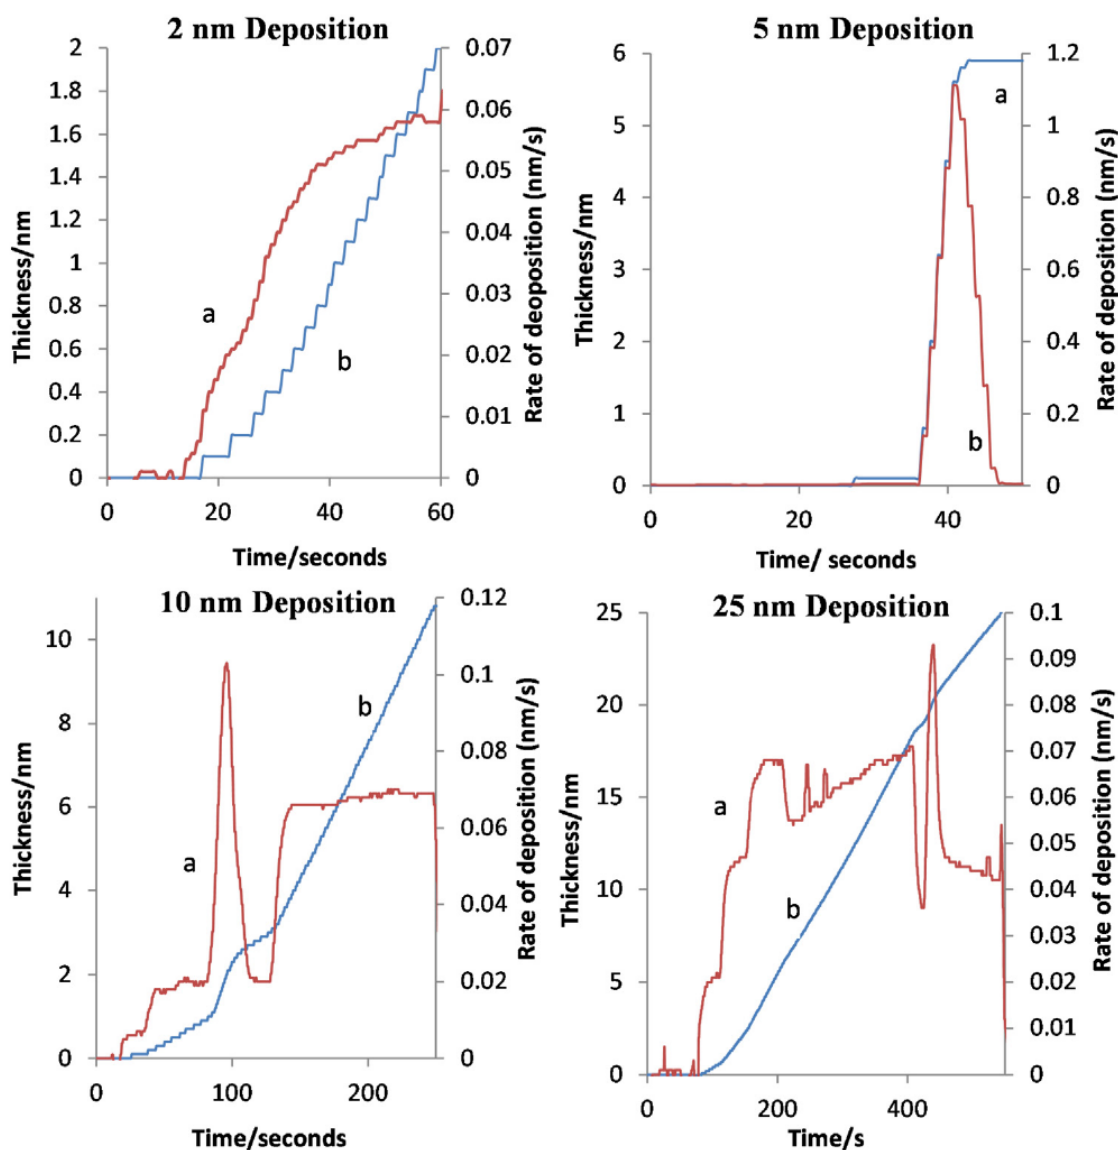 2 nm Deposition
2
1.8
1.6
1.4
1.2
1
0.8
0.6
0.4
0.2
0
Thickness/nm
0.07
0.06
0.05
0.04
0.03
0.02
0.01
0
Rate of deoposition (nm/s)
a
b
0 20 40 60
Time/seconds
5 nm Deposition
6
5
4
3
2
1
0
Thickness/nm
1.2
1
0.8
0.6
0.4
0.2
0
Rate of deposition (nm/s)
a
b
0 20 40
Time/ seconds
10 nm Deposition
10
8
6
4
2
0
Thickness/nm
0.12
0.1
0.08
0.06
0.04
0.02
0
Rate of deposition (nm/s)
b
a
0 100 200
Time/seconds
25 nm Deposition
25
20
15
10
5
0
Thickness/nm
0.1
0.09
0.08
0.07
0.06
0.05
0.04
0.03
0.02
0.01
0
Rate of deposition (nm/s)
a
b
0 200 400
Time/s